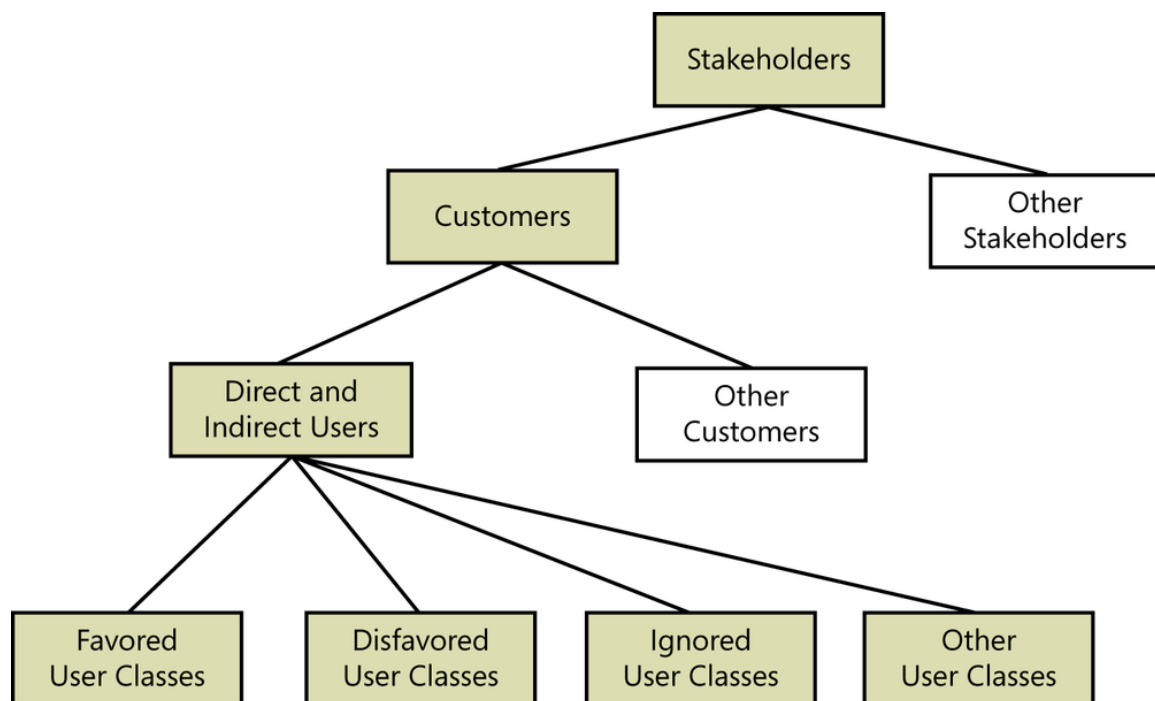 Stakeholders
Customers
Other
Stakeholders
Direct and
Indirect Users
Other
Customers
Favored
User Classes
Disfavored
User Classes
Ignored
User Classes
Other
User Classes